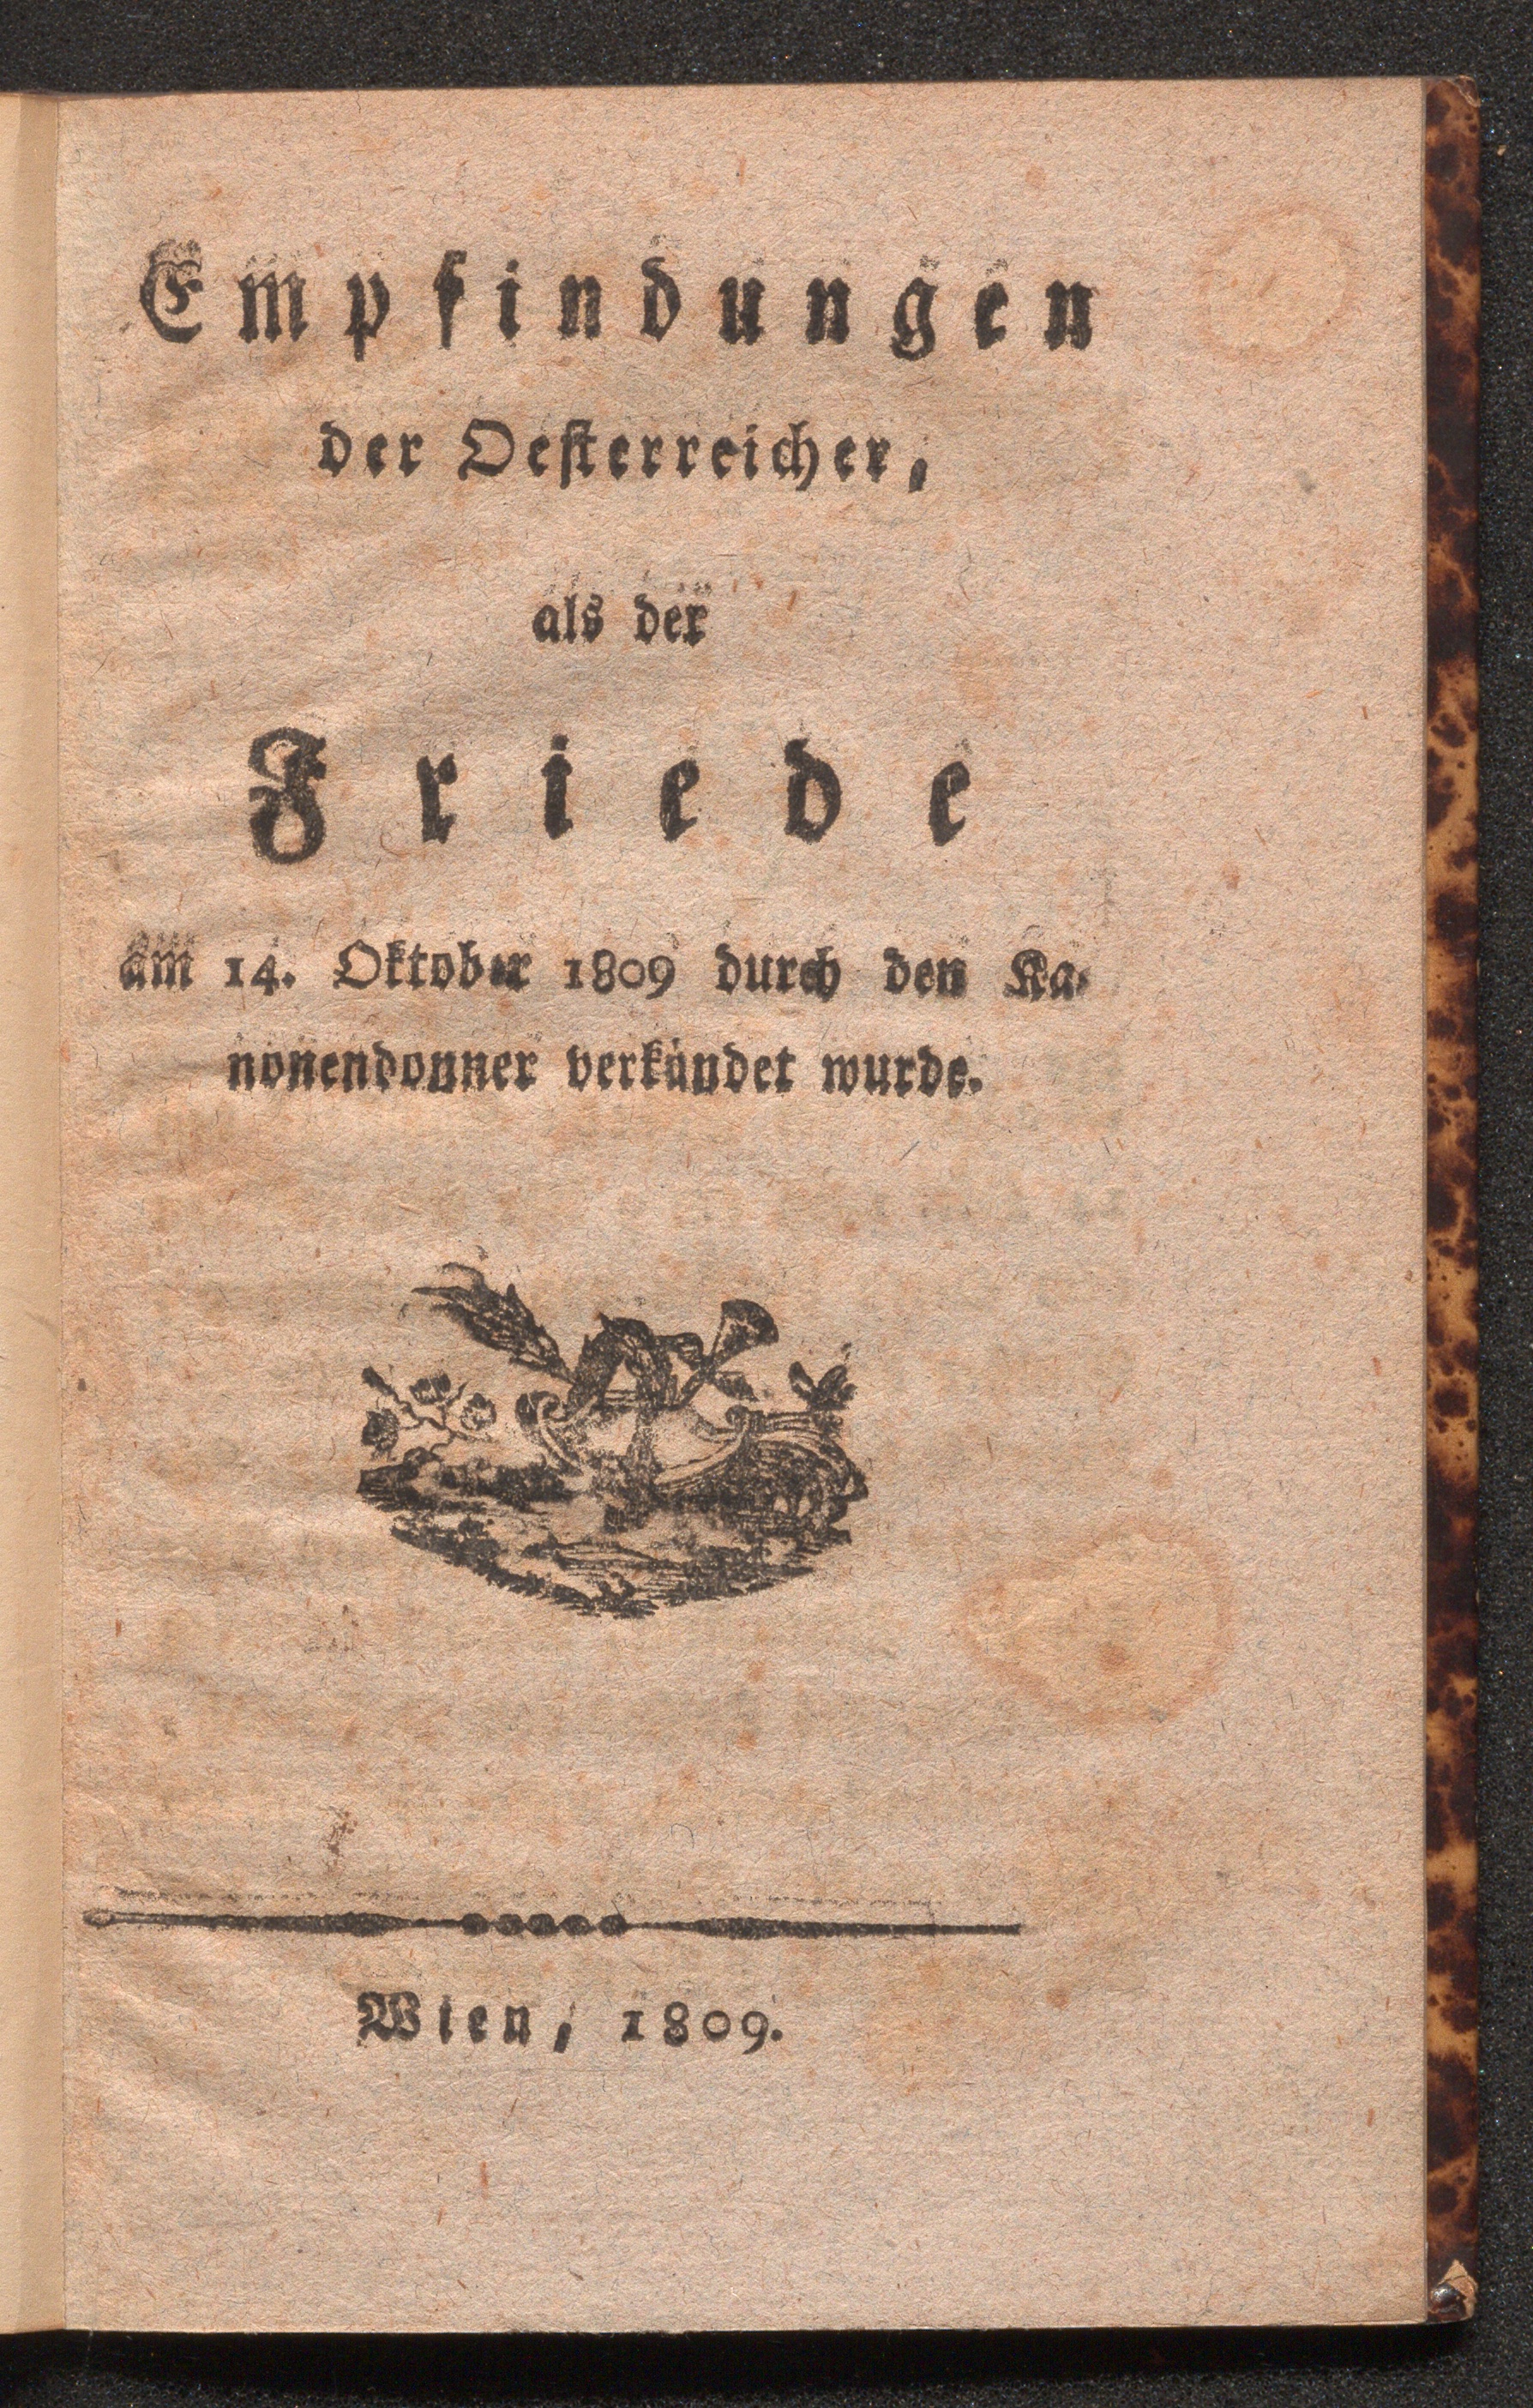 Empfindungen
der Oesterreicher,
als der
Friede
am 14. Oktober 1809 durch den Ka-
nonendonner verkündet wurde.
Wien, 1809.